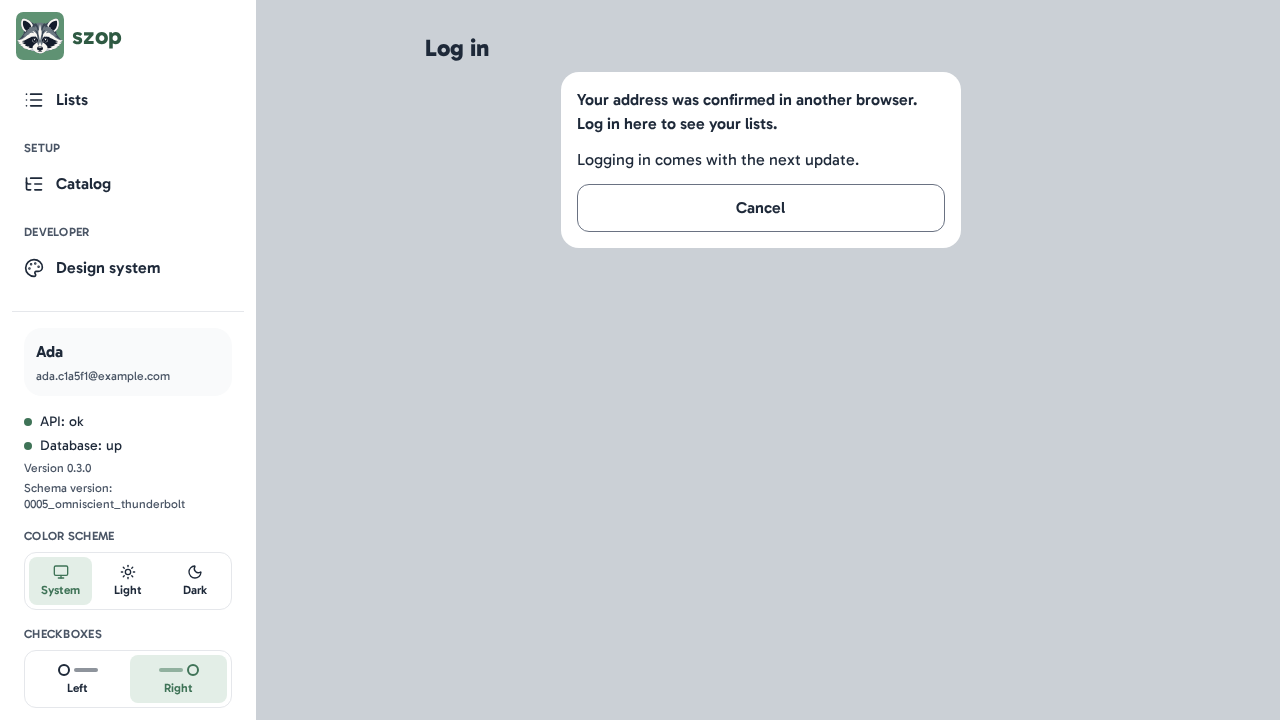 szop
Lists
SETUP
Catalog
DEVELOPER
Design system
Ada
ada.c1a5f1@example.com
API: ok
Database: up
Version 0.3.0
Schema version:
0005_omniscient_thunderbolt
COLOR SCHEME
System
Light
Dark
CHECKBOXES
Left
Right
Log in
Your address was confirmed in another browser.
Log in here to see your lists.
Logging in comes with the next update.
Cancel